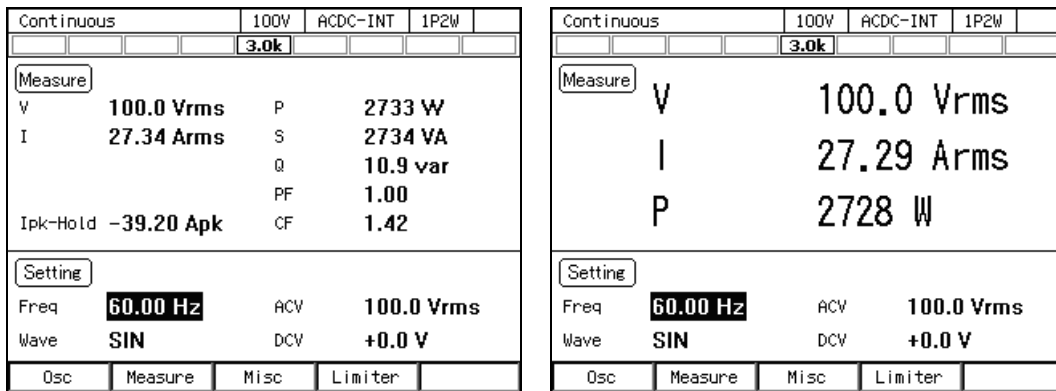 Continuous 100V ACDC-INT 1P2W
3.0k
Measure
V 100.0 Vrms P 2733 W
I 27.34 Arms S 2734 VA
Q 10.9 var
PF 1.00
Ipk-Hold -39.20 Apk CF 1.42
Setting
Freq 60.00 Hz ACV 100.0 Vrms
Wave SIN DCV +0.0 V
Osc Measure Misc Limiter
Continuous 100V ACDC-INT 1P2W
3.0k
Measure
V 100.0 Vrms
I 27.29 Arms
P 2728 W
Setting
Freq 60.00 Hz ACV 100.0 Vrms
Wave SIN DCV +0.0 V
Osc Measure Misc Limiter